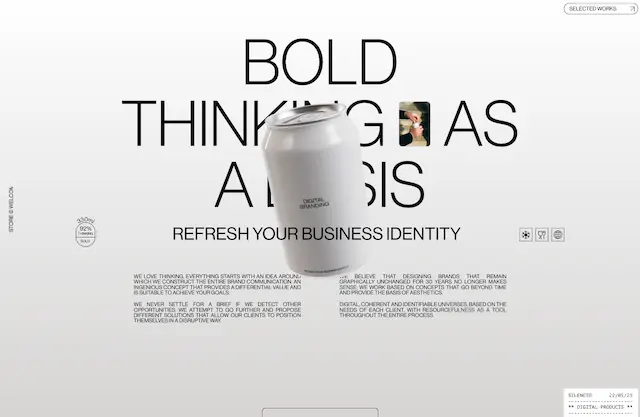 SELECTED WORKS
BOLD
THINKING AS
A BASIS
DIGITAL
BRANDING
REFRESH YOUR BUSINESS IDENTITY
350ml
92%
THINKING
BOLD
WE LOVE THINKING, EVERYTHING STARTS WITH AN IDEA AROUND
WHICH WE CONSTRUCT THE ENTIRE BRAND COMMUNICATION. AN
INGENIOUS CONCEPT THAT PROVIDES A DIFFERENTIAL VALUE AND
IS SUITABLE TO ACHIEVE YOUR GOALS.
WE NEVER SETTLE FOR A BRIEF IF WE DETECT OTHER
OPPORTUNITIES. WE ATTEMPT TO GO FURTHER AND PROPOSE
DIFFERENT SOLUTIONS THAT ALLOW OUR CLIENTS TO POSITION
THEMSELVES IN A DISRUPTIVE WAY.
WE BELIEVE THAT DESIGNING BRANDS THAT REMAIN
GRAPHICALLY UNCHANGED FOR 30 YEARS NO LONGER MAKES
SENSE. WE WORK BASED ON CONCEPTS THAT GO BEYOND TIME
AND PROVIDE THE BASIS OF AESTHETICS.
DIGITAL, COHERENT AND IDENTIFIABLE UNIVERSES. BASED ON THE
NEEDS OF EACH CLIENT, WITH RESOURCEFULNESS AS A TOOL
THROUGHOUT THE ENTIRE PROCESS.
SILENCIO
** DIGITAL PRODUCTS **